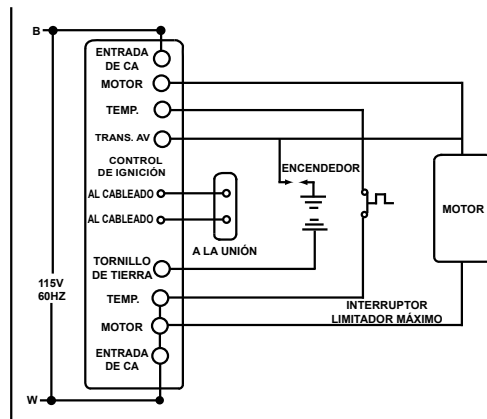 B
ENTRADA
DE CA
MOTOR
TEMP.
TRANS. AV
CONTROL
DE IGNICIÓN
AL CABLEADO
AL CABLEADO
TORNILLO
DE TIERRA
TEMP.
MOTOR
ENTRADA
DE CA
W
115V
60HZ
A LA UNIÓN
ENCENDEDOR
INTERRUPTOR
LIMITADOR MÁXIMO
MOTOR